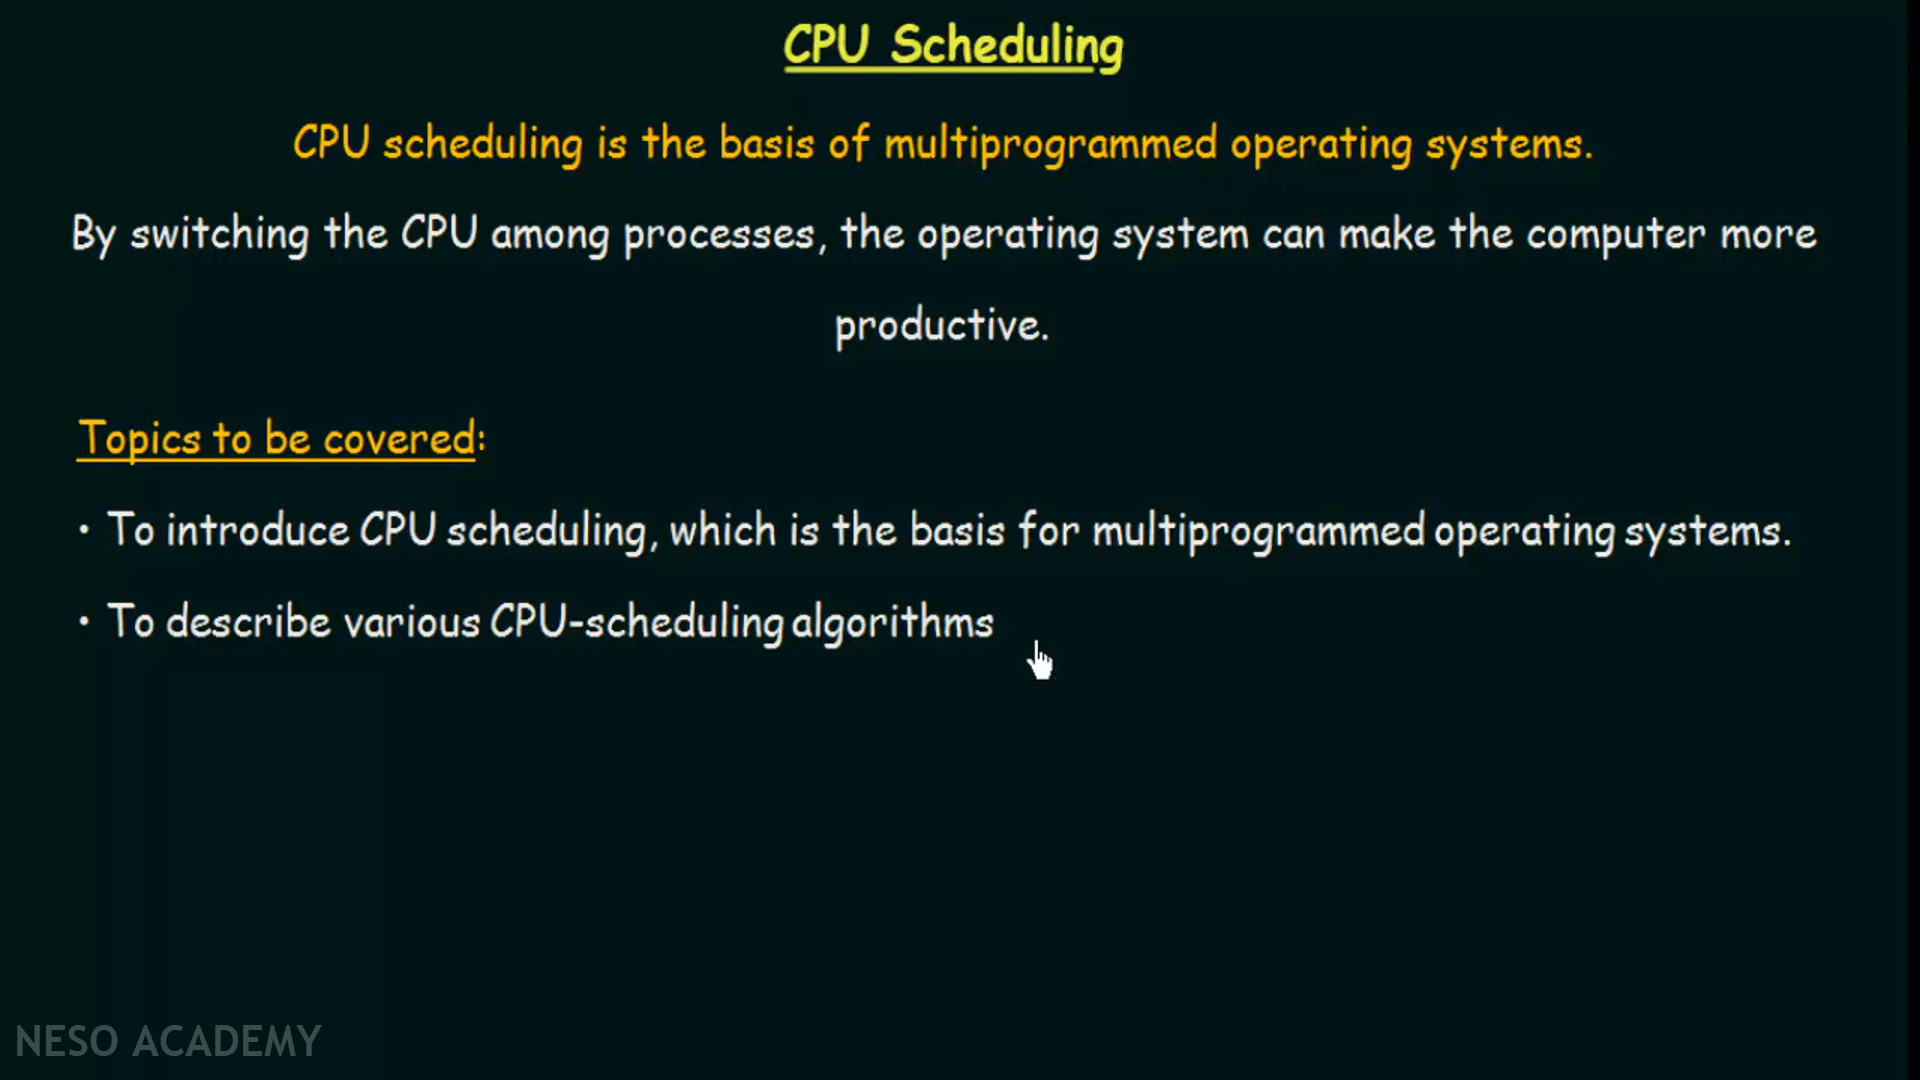 CPU Scheduling
CPU scheduling is the basis of multiprogrammed operating systems.
By switching the CPU among processes, the operating system can make the computer more
productive.
Topics to be covered:
• To introduce CPU scheduling, which is the basis for multiprogrammed operating systems.
• To describe various CPU-scheduling algorithms
NESO ACADEMY